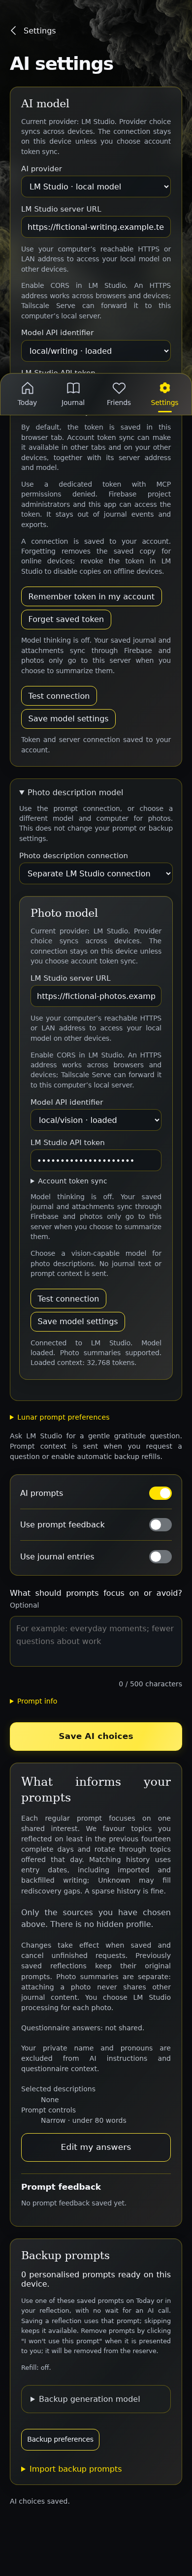 Settings
AI settings
AI model
Current provider: LM Studio. Provider choice
syncs across devices. The connection stays
on this device unless you choose account
token sync.
AI provider
LM Studio · local model
LM Studio server URL
https://fictional-writing.example.te
Use your computer's reachable HTTPS or
LAN address to access your local model on
other devices.
Enable CORS in LM Studio. An HTTPS
address works across browsers and devices;
Tailscale Serve can forward it to this
computer's local server.
Model API identifier
local/writing · loaded
LM Studio API token
Today
Journal
Friends
Settings
By default, the token is saved in this
browser tab. Account token sync can make
it available in other tabs and on your other
devices, together with its server address
and model.
Use a dedicated token with MCP
permissions denied. Firebase project
administrators and this app can access the
token. It stays out of journal events and
exports.
A connection is saved to your account.
Forgetting removes the saved copy for
online devices; revoke the token in LM
Studio to disable copies on offline devices.
Remember token in my account
Forget saved token
Model thinking is off. Your saved journal and
attachments sync through Firebase and
photos only go to this server when you
choose to summarize them.
Test connection
Save model settings
Token and server connection saved to your
account.
▼ Photo description model
Use the prompt connection, or choose a
different model and computer for photos.
This does not change your prompt or backup
settings.
Photo description connection
Separate LM Studio connection
Photo model
Current provider: LM Studio. Provider
choice syncs across devices. The
connection stays on this device unless
you choose account token sync.
LM Studio server URL
https://fictional-photos.examp
Use your computer's reachable HTTPS
or LAN address to access your local
model on other devices.
Enable CORS in LM Studio. An HTTPS
address works across browsers and
devices; Tailscale Serve can forward it
to this computer's local server.
Model API identifier
local/vision · loaded
LM Studio API token
•••••••••••••••••••••
▶ Account token sync
Model thinking is off. Your saved
journal and attachments sync through
Firebase and photos only go to this
server when you choose to summarize
them.
Choose a vision-capable model for
photo descriptions. No journal text or
prompt context is sent.
Test connection
Save model settings
Connected to LM Studio. Model
loaded. Photo summaries supported.
Loaded context: 32,768 tokens.
▶ Lunar prompt preferences
Ask LM Studio for a gentle gratitude question.
Prompt context is sent when you request a
question or enable automatic backup refills.
AI prompts
Use prompt feedback
Use journal entries
What should prompts focus on or avoid?
Optional
For example: everyday moments; fewer
questions about work
0 / 500 characters
▶ Prompt info
Save AI choices
What informs your
prompts
Each regular prompt focuses on one
shared interest. We favour topics you
reflected on least in the previous fourteen
complete days and rotate through topics
offered that day. Matching history uses
entry dates, including imported and
backfilled writing; Unknown may fill
rediscovery gaps. A sparse history is fine.
Only the sources you have chosen
above. There is no hidden profile.
Changes take effect when saved and
cancel unfinished requests. Previously
saved reflections keep their original
prompts. Photo summaries are separate:
attaching a photo never shares other
journal content. You choose LM Studio
processing for each photo.
Questionnaire answers: not shared.
Your private name and pronouns are
excluded from AI instructions and
questionnaire context.
Selected descriptions
None
Prompt controls
Narrow · under 80 words
Edit my answers
Prompt feedback
No prompt feedback saved yet.
Backup prompts
0 personalised prompts ready on this
device.
Use one of these saved prompts on Today or in
your reflection, with no wait for an AI call.
Saving a reflection uses that prompt; skipping
keeps it available. Remove prompts by clicking
"I won't use this prompt" when it is presented
to you; it will be removed from the reserve.
Refill: off.
▶ Backup generation model
Backup preferences
▶ Import backup prompts
AI choices saved.